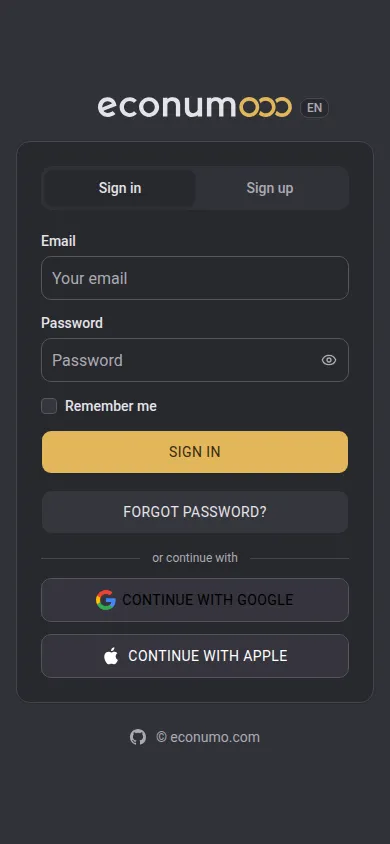 econumo
EN
Sign in
Sign up
Email
Your email
Password
Password
Remember me
SIGN IN
FORGOT PASSWORD?
or continue with
CONTINUE WITH GOOGLE
CONTINUE WITH APPLE
© econumo.com